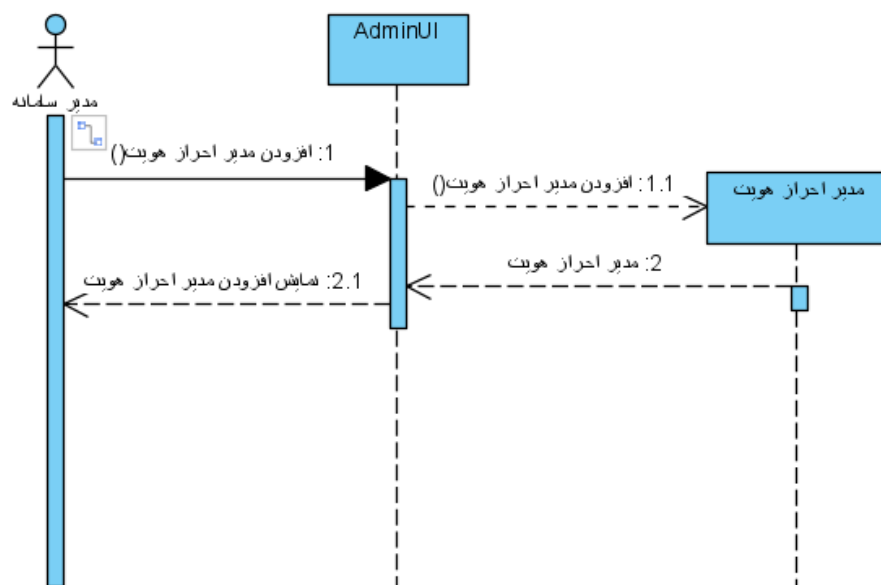 AdminUI
مدیر سامانه
1: افزودن مدیر احراز هویت()
1.1: افزودن مدیر احراز هویت()
مدیر احراز هویت
2: مدیر احراز هویت
2.1: نمایش افزودن مدیر احراز هویت